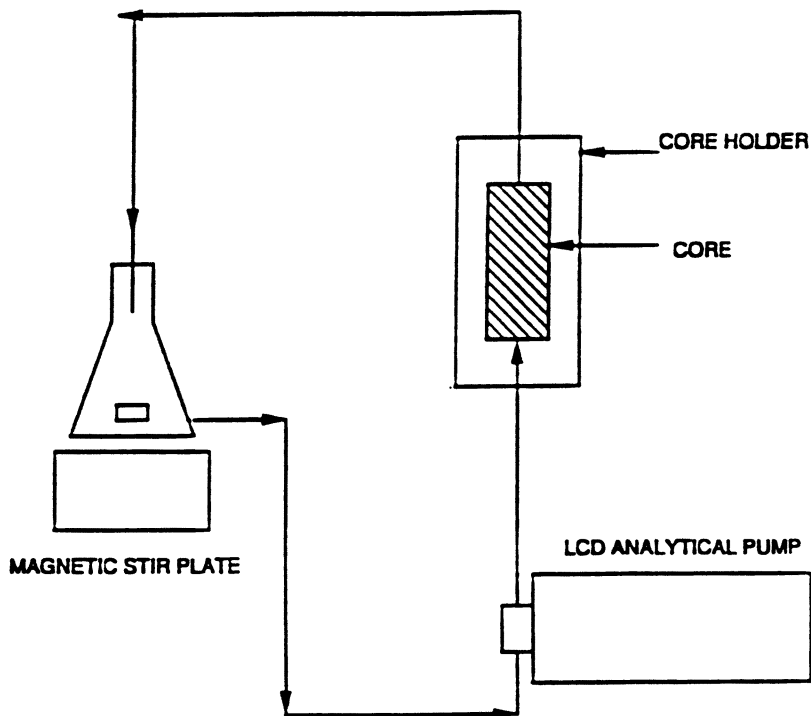 CORE HOLDER
CORE
LCD ANALYTICAL PUMP
MAGNETIC STIR PLATE